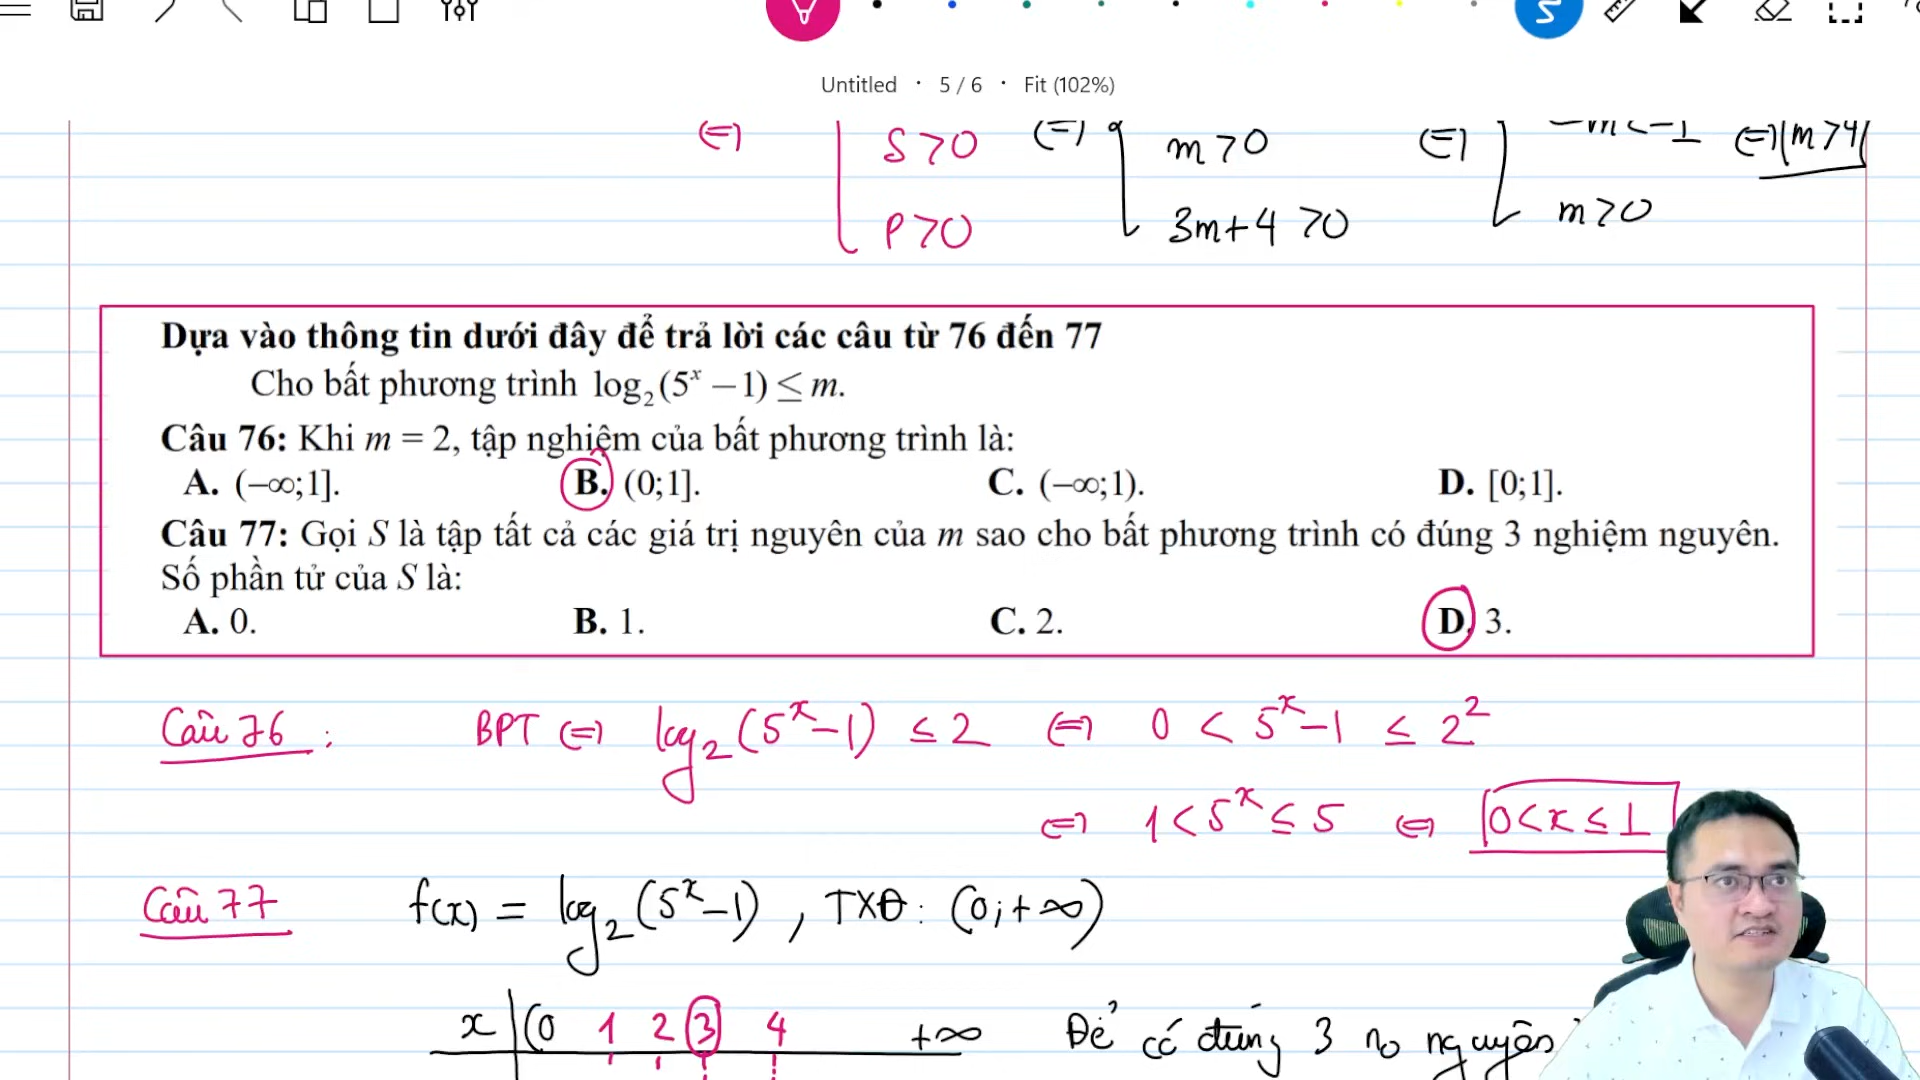 Untitled · 5 / 6 · Fit (102%)
⇔ S>0 ⇔ m>0 ⇔ -m<-1 ⇔ m>4
P>0 3m+4>0 m>0
Dựa vào thông tin dưới đây để trả lời các câu từ 76 đến 77
Cho bất phương trình log₂(5ˣ – 1) ≤ m.
Câu 76: Khi m = 2, tập nghiệm của bất phương trình là:
A. (–∞;1]. B. (0;1]. C. (–∞;1). D. [0;1].
Câu 77: Gọi S là tập tất cả các giá trị nguyên của m sao cho bất phương trình có đúng 3 nghiệm nguyên.
Số phần tử của S là:
A. 0. B. 1. C. 2. D. 3.
Câu 76 : BPT ⇔ log₂(5ˣ-1) ≤ 2 ⇔ 0 < 5ˣ-1 ≤ 2²
⇔ 1 < 5ˣ ≤ 5 ⇔ 0<x≤1
Câu 77 f(x) = log₂(5ˣ-1) , TXĐ : (0;+∞)
x (0 1 2 3 4 +∞ Để có đúng 3 no nguyên